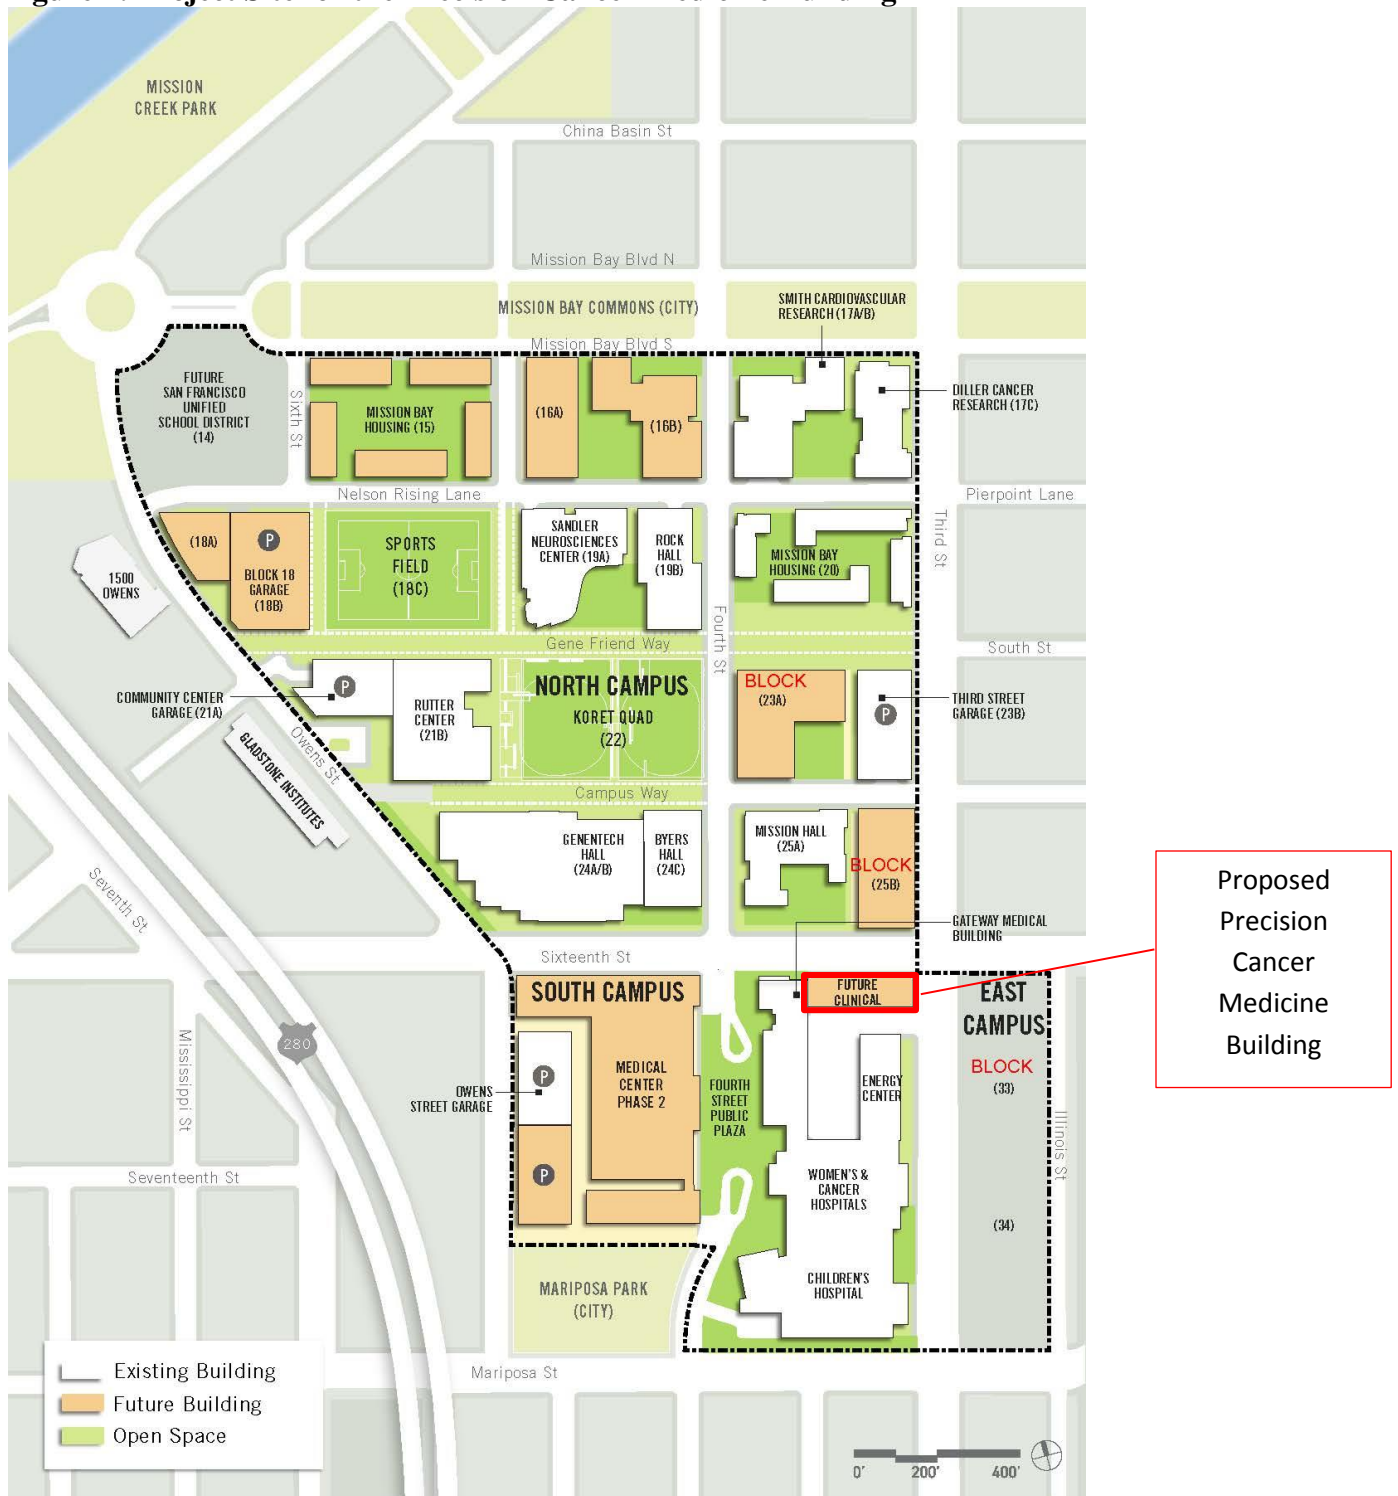 MISSION
CREEK PARK
China Basin St
Mission Bay Blvd N
MISSION BAY COMMONS (CITY)
SMITH CARDIOVASCULAR
RESEARCH (17A/B)
Mission Bay Blvd S
FUTURE
SAN FRANCISCO
UNIFIED
SCHOOL DISTRICT
(14)
Sixth St
MISSION BAY
HOUSING (15)
(16A)
(16B)
DILLER CANCER
RESEARCH (17C)
Nelson Rising Lane
Pierpoint Lane
(18A)
P
BLOCK 18
GARAGE
(18B)
SPORTS
FIELD
(18C)
SANDLER
NEUROSCIENCES
CENTER (19A)
ROCK
HALL
(19B)
MISSION BAY
HOUSING (20)
Third St
1500
OWENS
Fourth St
Gene Friend Way
South St
COMMUNITY CENTER
GARAGE (21A)
P
RUTTER
CENTER
(21B)
NORTH CAMPUS
KORET QUAD
(22)
BLOCK
(23A)
P
THIRD STREET
GARAGE (23B)
Owens St
GLADSTONE INSTITUTES
Campus Way
GENENTECH
HALL
(24A/B)
BYERS
HALL
(24C)
MISSION HALL
(25A)
BLOCK
(25B)
Seventh St
GATEWAY MEDICAL
BUILDING
Proposed
Precision
Cancer
Medicine
Building
Sixteenth St
SOUTH CAMPUS
FUTURE
CLINICAL
EAST
CAMPUS
BLOCK
(33)
(34)
280
Mississippi St
OWENS
STREET GARAGE
P
P
MEDICAL
CENTER
PHASE 2
FOURTH
STREET
PUBLIC
PLAZA
ENERGY
CENTER
Illinois St
WOMEN'S &
CANCER
HOSPITALS
Seventeenth St
CHILDREN'S
HOSPITAL
MARIPOSA PARK
(CITY)
Mariposa St
Existing Building
Future Building
Open Space
0' 200' 400'